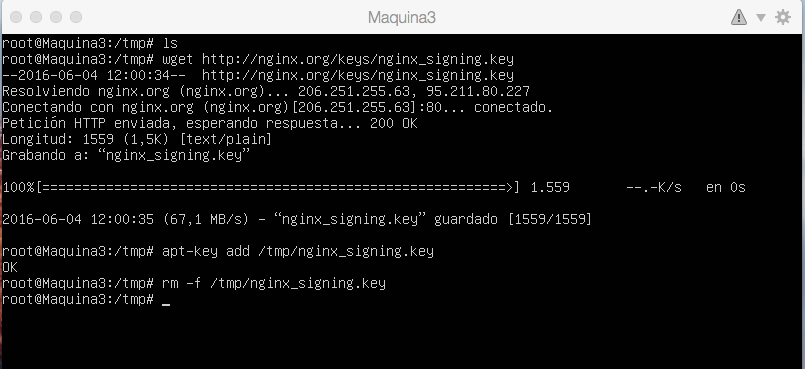 Maquina3
root@Maquina3:/tmp# ls
root@Maquina3:/tmp# wget http://nginx.org/keys/nginx_signing.key
--2016-06-04 12:00:34--  http://nginx.org/keys/nginx_signing.key
Resolviendo nginx.org (nginx.org)... 206.251.255.63, 95.211.80.227
Conectando con nginx.org (nginx.org)[206.251.255.63]:80... conectado.
Petición HTTP enviada, esperando respuesta... 200 OK
Longitud: 1559 (1,5K) [text/plain]
Grabando a: “nginx_signing.key”
100%[==========================================================>] 1.559       --.-K/s   en 0s
2016-06-04 12:00:35 (67,1 MB/s) - “nginx_signing.key” guardado [1559/1559]
root@Maquina3:/tmp# apt-key add /tmp/nginx_signing.key
OK
root@Maquina3:/tmp# rm -f /tmp/nginx_signing.key
root@Maquina3:/tmp# _